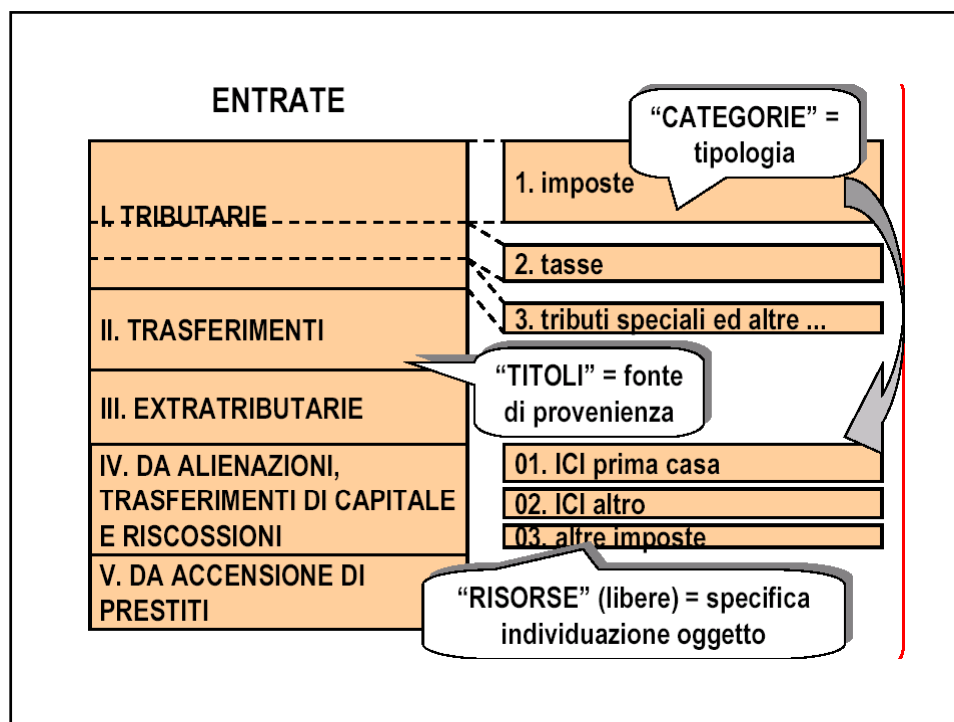 ENTRATE
I. TRIBUTARIE
II. TRASFERIMENTI
III. EXTRATRIBUTARIE
IV. DA ALIENAZIONI,
TRASFERIMENTI DI CAPITALE
E RISCOSSIONI
V. DA ACCENSIONE DI
PRESTITI
“CATEGORIE” =
tipologia
1. imposte
2. tasse
3. tributi speciali ed altre ...
“TITOLI” = fonte
di provenienza
01. ICI prima casa
02. ICI altro
03. altre imposte
“RISORSE” (libere) = specifica
individuazione oggetto